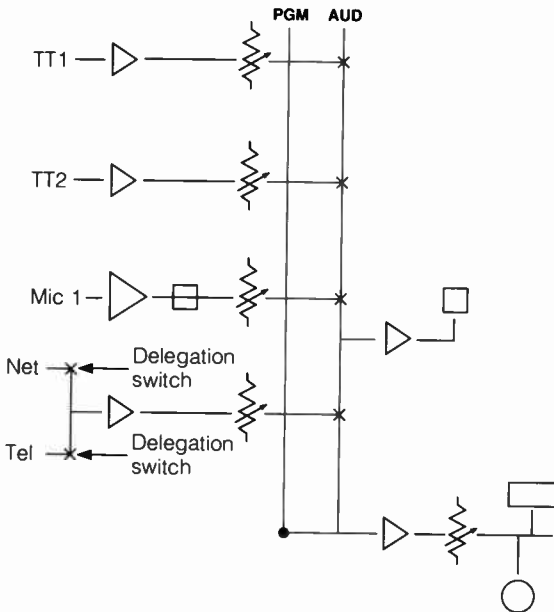 PGM AUD
TT1
TT2
Mic 1
Net
Delegation
switch
Tel
Delegation
switch